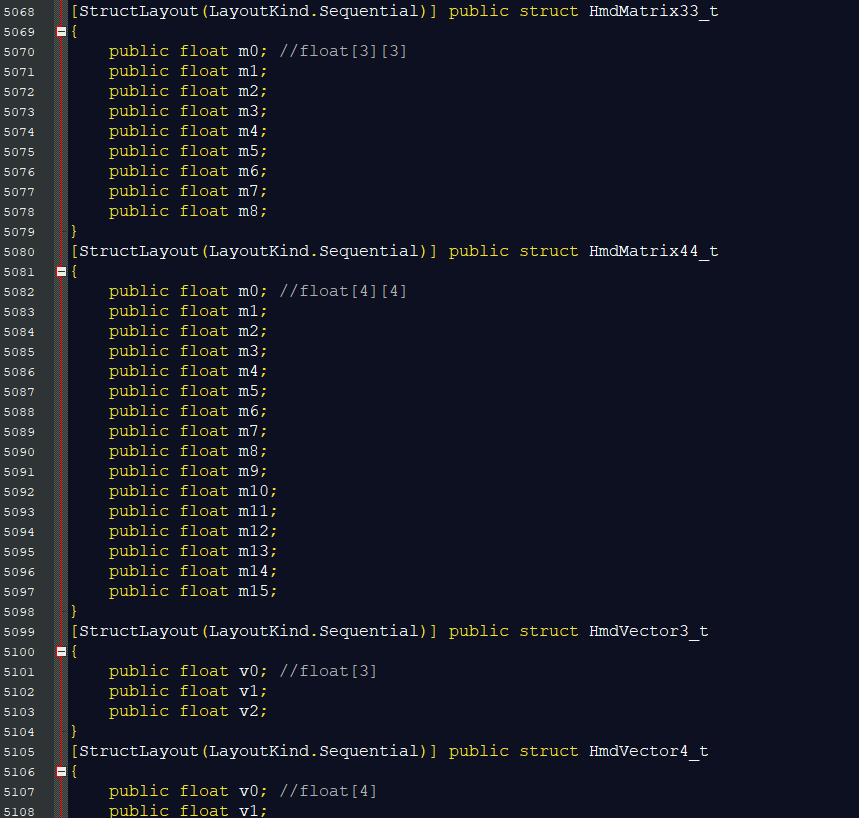 5068 [StructLayout(LayoutKind.Sequential)] public struct HmdMatrix33_t
5069 {
5070     public float m0; //float[3][3]
5071     public float m1;
5072     public float m2;
5073     public float m3;
5074     public float m4;
5075     public float m5;
5076     public float m6;
5077     public float m7;
5078     public float m8;
5079 }
5080 [StructLayout(LayoutKind.Sequential)] public struct HmdMatrix44_t
5081 {
5082     public float m0; //float[4][4]
5083     public float m1;
5084     public float m2;
5085     public float m3;
5086     public float m4;
5087     public float m5;
5088     public float m6;
5089     public float m7;
5090     public float m8;
5091     public float m9;
5092     public float m10;
5093     public float m11;
5094     public float m12;
5095     public float m13;
5096     public float m14;
5097     public float m15;
5098 }
5099 [StructLayout(LayoutKind.Sequential)] public struct HmdVector3_t
5100 {
5101     public float v0; //float[3]
5102     public float v1;
5103     public float v2;
5104 }
5105 [StructLayout(LayoutKind.Sequential)] public struct HmdVector4_t
5106 {
5107     public float v0; //float[4]
5108     public float v1;